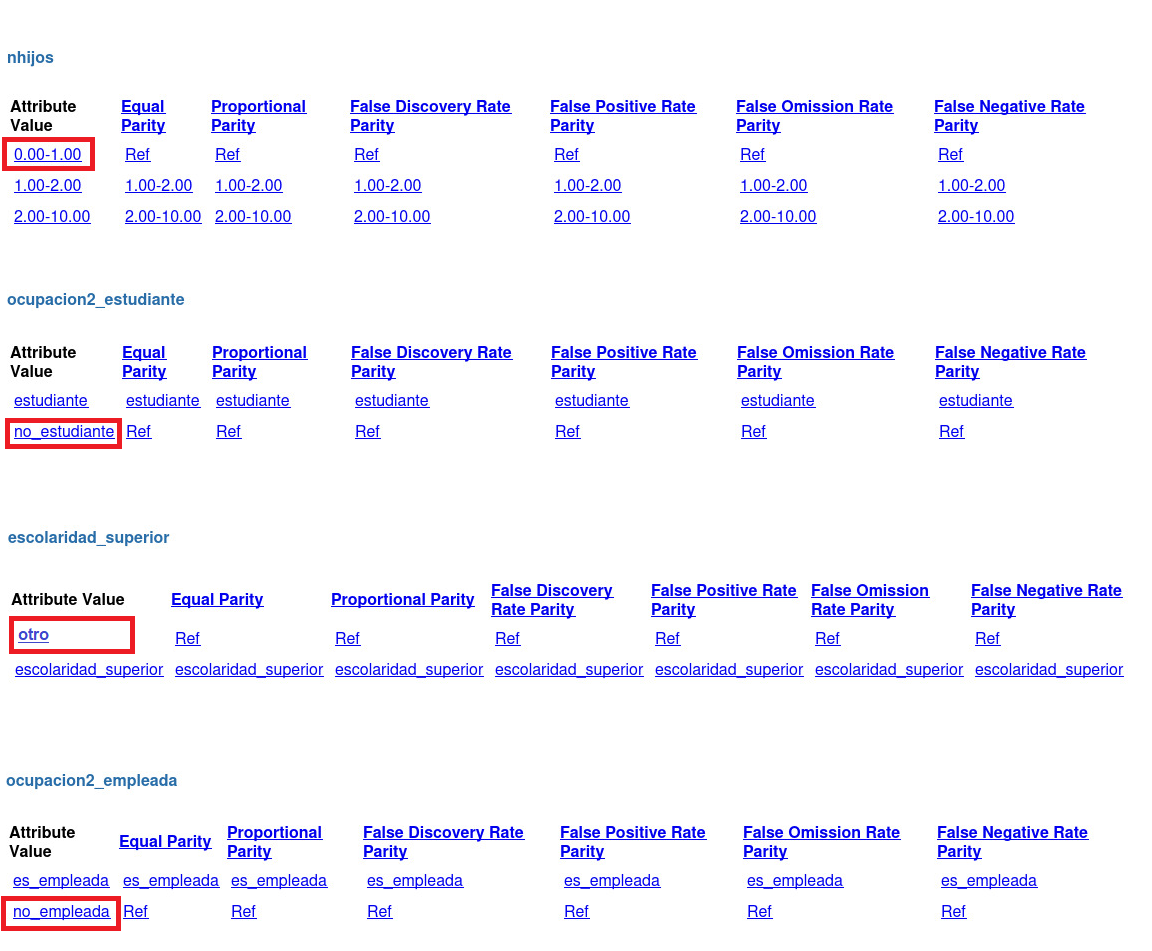 nhijos
Attribute Value Equal Parity Proportional Parity False Discovery Rate Parity False Positive Rate Parity False Omission Rate Parity False Negative Rate Parity
0.00-1.00 Ref Ref Ref Ref Ref Ref
1.00-2.00 1.00-2.00 1.00-2.00 1.00-2.00 1.00-2.00 1.00-2.00 1.00-2.00
2.00-10.00 2.00-10.00 2.00-10.00 2.00-10.00 2.00-10.00 2.00-10.00 2.00-10.00
ocupacion2_estudiante
Attribute Value Equal Parity Proportional Parity False Discovery Rate Parity False Positive Rate Parity False Omission Rate Parity False Negative Rate Parity
estudiante estudiante estudiante estudiante estudiante estudiante estudiante
no_estudiante Ref Ref Ref Ref Ref Ref
escolaridad_superior
Attribute Value Equal Parity Proportional Parity False Discovery Rate Parity False Positive Rate Parity False Omission Rate Parity False Negative Rate Parity
otro Ref Ref Ref Ref Ref Ref
escolaridad_superior escolaridad_superior escolaridad_superior escolaridad_superior escolaridad_superior escolaridad_superior escolaridad_superior
ocupacion2_empleada
Attribute Value Equal Parity Proportional Parity False Discovery Rate Parity False Positive Rate Parity False Omission Rate Parity False Negative Rate Parity
es_empleada es_empleada es_empleada es_empleada es_empleada es_empleada es_empleada
no_empleada Ref Ref Ref Ref Ref Ref